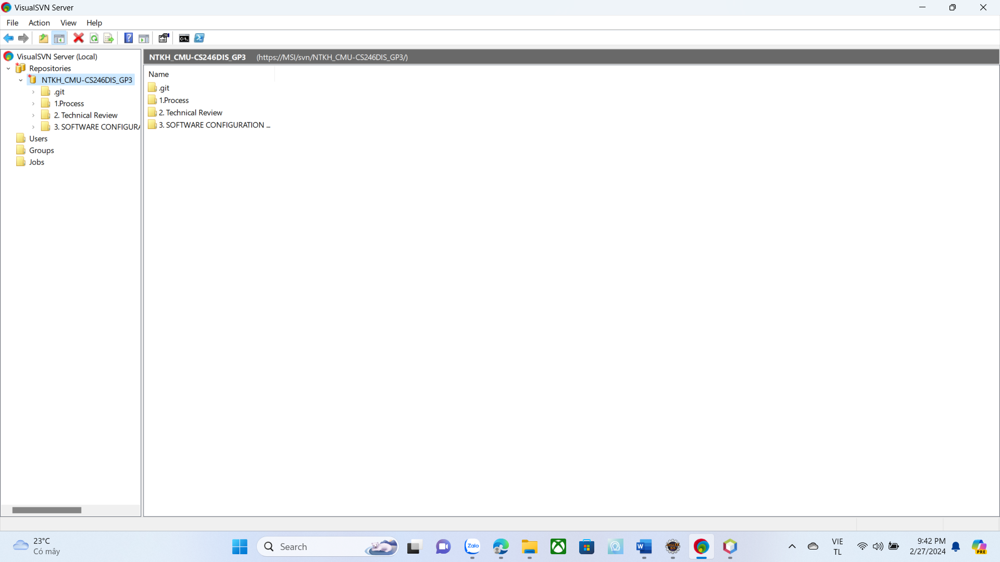 VisualSVN Server
File Action View Help
VisualSVN Server (Local)
Repositories
NTKH_CMU-CS246DIS_GP3
.git
1.Process
2. Technical Review
3. SOFTWARE CONFIGURA
Users
Groups
Jobs
NTKH_CMU-CS246DIS_GP3 (https://MSI/svn/NTKH_CMU-CS246DIS_GP3/)
Name
.git
1.Process
2. Technical Review
3. SOFTWARE CONFIGURATION ...
23°C
Có mây
Search
Zalo
VIE
TL
9:42 PM
2/27/2024
PRE